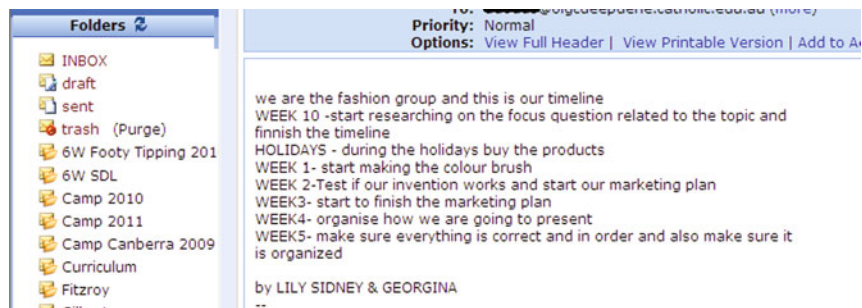 Folders
INBOX
draft
sent
trash (Purge)
6W Footy Tipping 201
6W SDL
Camp 2010
Camp 2011
Camp Canberra 2009
Curriculum
Fitzroy
Priority: Normal
Options: View Full Header | View Printable Version | Add to A
we are the fashion group and this is our timeline
WEEK 10 -start researching on the focus question related to the topic and
finnish the timeline
HOLIDAYS - during the holidays buy the products
WEEK 1- start making the colour brush
WEEK 2-Test if our invention works and start our marketing plan
WEEK3- start to finish the marketing plan
WEEK4- organise how we are going to present
WEEK5- make sure everything is correct and in order and also make sure it
is organized
by LILY SIDNEY & GEORGINA
--